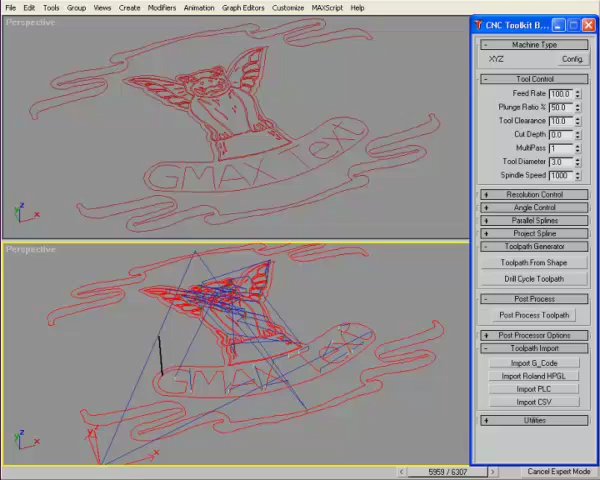 File Edit Tools Group Views Create Modifiers Animation Graph Editors Customize MAXScript Help
Perspective
GMAX Text
z
x
Perspective
GMAX
y
x
z
x
CNC Toolkit B...
- Machine Type
XYZ Config.
- Tool Control
Feed Rate 100.0
Plunge Ratio % 50.0
Tool Clearance 10.0
Cut Depth 0.0
MultiPass 1
Tool Diameter 3.0
Spindle Speed 1000
+ Resolution Control
+ Angle Control
+ Parallel Splines
+ Project Spline
- Toolpath Generator
Toolpath From Shape
Drill Cycle Toolpath
- Post Process
Post Process Toolpath
+ Post Processor Options
- Toolpath Import
Import G_Code
Import Roland HPGL
Import PLC
Import CSV
+ Utilities
< 5959 / 6307 > Cancel Expert Mode